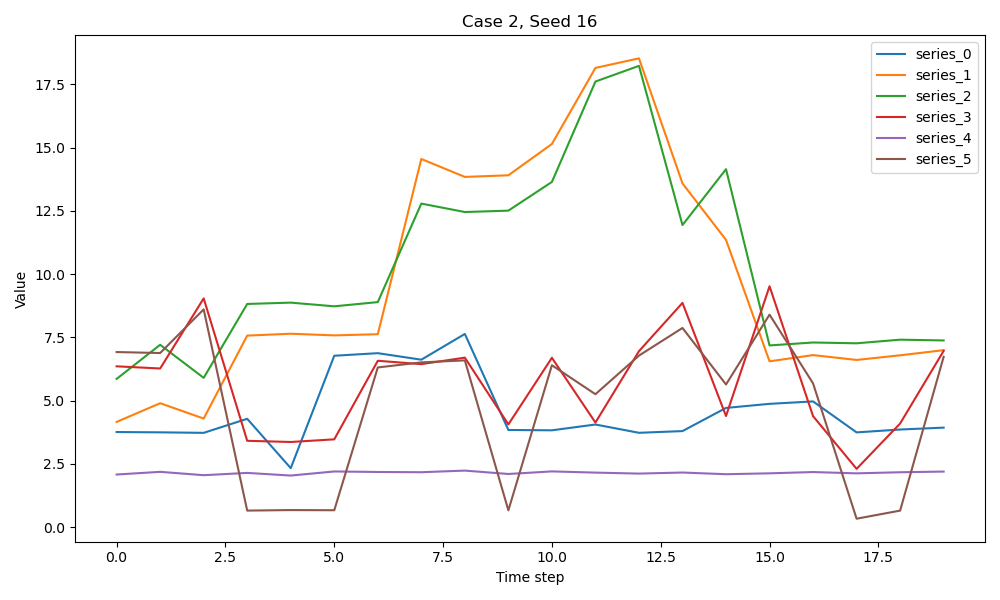 Case 2, Seed 16
series_0
series_1
series_2
series_3
series_4
series_5
Value
17.5
15.0
12.5
10.0
7.5
5.0
2.5
0.0
0.0 2.5 5.0 7.5 10.0 12.5 15.0 17.5
Time step